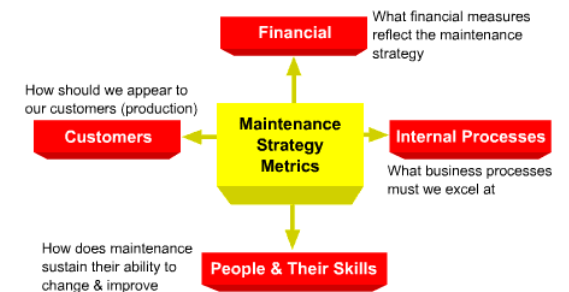 Financial
What financial measures
reflect the maintenance
strategy
How should we appear to
our customers (production)
Customers
Maintenance
Strategy
Metrics
Internal Processes
What business processes
must we excel at
How does maintenance
sustain their ability to
change & improve
People & Their Skills